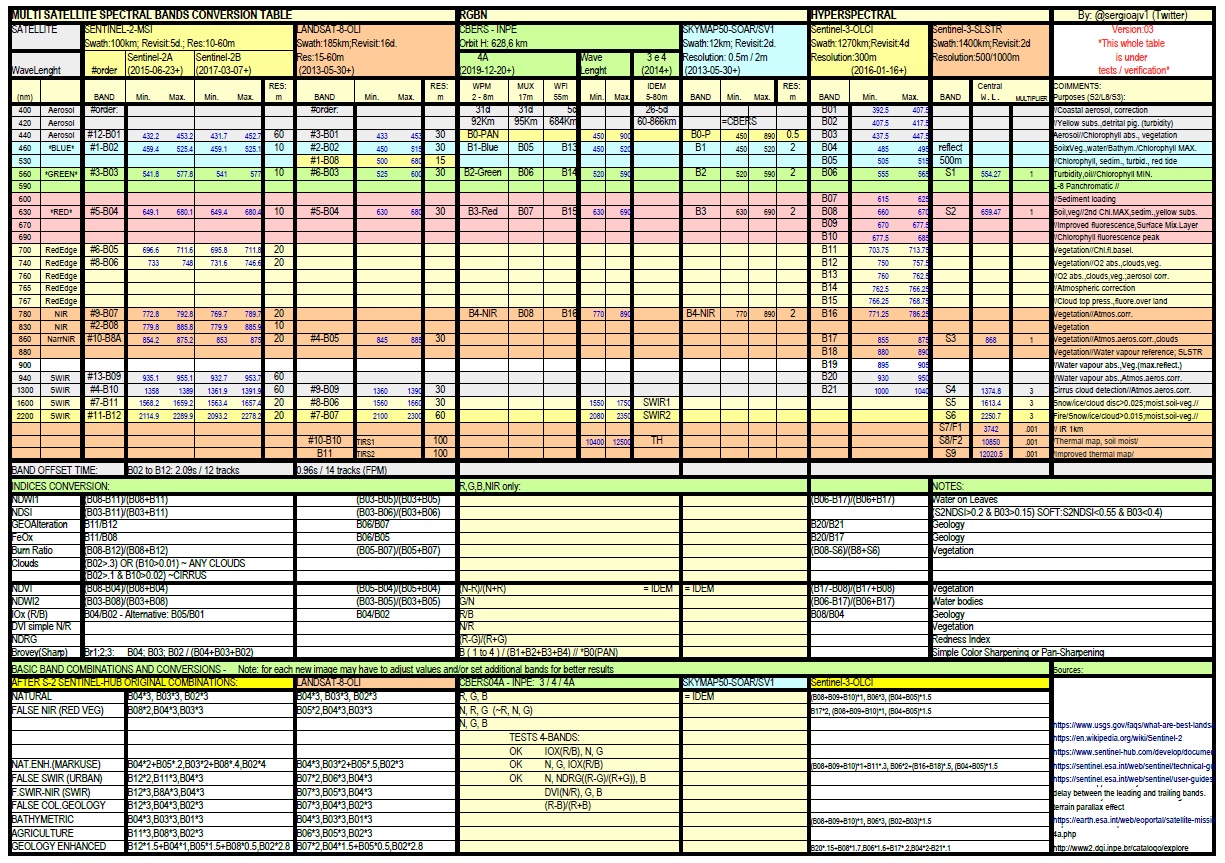 MULTI SATELLITE SPECTRAL BANDS CONVERSION TABLE RGBN HYPERSPECTRAL By: @sergioajv1 (Twitter)
SATELLITE SENTINEL-2-MSI LANDSAT-8-OLI CBERS - INPE SKYMAP50-SOAR/SV1 Sentinel-3-OLCI Sentinel-3-SLSTR Version:03
Swath:100km; Revisit:5d.; Res:10-60m Swath=185km;Revisit:16d. Orbit H: 628,6 km Swath:12km; Revisit:2d. Swath:1270km;Revisit:4d Swath:1400km;Revisit:2d *This whole table
Sentinel-2A Sentinel-2B Res:15-60m 4A Wave 3 e 4 Resolution: 0.5m / 2m Resolution:300m Resolution:500/1000m is under
WaveLenght #order (2015-06-23+) (2017-03-07+) (2013-05-30+) (2019-12-20+) Lenght (2014+) (2013-05-30+) (2016-01-16+) tests / verification*
RES: RES: WPM MUX WFI IDEM RES: Central COMMENTS:
(nm) BAND Min. Max. Min. Max. m BAND Min. Max. m 2 - 8m 17m 55m Min. Max. 5-80m BAND Min. Max. m BAND Min. Max. BAND W. L . MULTIPLIER Purposes (S2/L8/S3):
400 Aerosol #order: #order: 31d 31d 5d 26-5d B01 392.5 407.5 //Coastal aerosol, correction
420 Aerosol 92Km 95Km 684Km 60-866km =CBERS B02 407.5 417.5 //Yellow subs.,detrital pig. (turbidity)
440 Aerosol #12-B01 432.2 453.2 431.7 452.7 60 #3-B01 433 453 30 B0-PAN 450 900 B0-P 450 890 0.5 B03 437.5 447.5 Aerosol//Chlorophyll abs., vegetation
460 *BLUE* #1-B02 459.4 525.4 459.1 525.1 10 #2-B02 450 515 30 B1-Blue B05 B13 450 520 B1 450 520 2 B04 485 495 reflect SoilxVeg.,water/Bathym./Chlorophyll MAX.
530 #1-B08 500 680 15 B05 505 515 500m //Chlorophyll, sedim., turbid., red tide
560 *GREEN* #3-B03 541.8 577.8 541 577 10 #6-B03 525 600 30 B2-Green B06 B14 520 590 B2 520 590 2 B06 555 565 S1 554.27 1 Turbidity,oil//Chlorophyll MIN.
590 L-8 Panchromatic //
600 B07 615 625 //Sediment loading
630 *RED* #5-B04 649.1 680.1 649.4 680.4 10 #5-B04 630 680 30 B3-Red B07 B15 630 690 B3 630 690 2 B08 660 670 S2 659.47 1 Soil,veg//2nd Chl.MAX,sedim.,yellow subs.
670 B09 670 677.5 //Improved fluorescence,Surface Mix.Layer
690 B10 677.5 685 //Chlorophyll fluorescence peak
700 RedEdge #6-B05 696.6 711.6 695.8 711.8 20 B11 703.75 713.75 Vegetation//Chl.fl.basel.
740 RedEdge #8-B06 733 748 731.6 746.6 20 B12 750 757.5 Vegetation//O2 abs.,clouds,veg.
760 RedEdge B13 760 762.5 //O2 abs.,clouds,veg.;aerosol corr.
765 RedEdge B14 762.5 766.25 //Atmospheric correction
767 RedEdge B15 766.25 768.75 //Cloud top press.,fluore.over land
780 NIR #9-B07 772.8 792.8 769.7 789.7 20 B4-NIR B08 B16 770 890 B4-NIR 770 890 2 B16 771.25 786.25 Vegetation//Atmos.corr.
830 NIR #2-B08 779.8 885.8 779.9 885.9 10 Vegetation
860 NarrNIR #10-B8A 854.2 875.2 853 875 20 #4-B05 845 885 30 B17 855 875 S3 868 1 Vegetation//Atmos.aeros.corr.,clouds
880 B18 880 890 Vegetation//Water vapour reference; SLSTR
900 B19 895 905 //Water vapour abs.,Veg.(max.reflect.)
940 SWIR #13-B09 935.1 955.1 932.7 953.7 60 B20 930 950 //Water vapour abs.,Atmos.aeros.corr.
1300 SWIR #4-B10 1358 1389 1361.9 1391.9 60 #9-B09 1360 1390 30 B21 1000 1040 S4 1374.8 3 Cirrus cloud detection//Atmos.aeros.corr.
1600 SWIR #7-B11 1568.2 1659.2 1563.4 1657.4 20 #8-B06 1560 1660 30 1550 1750 SWIR1 S5 1613.4 3 Snow/ice/cloud disc>0.025;moist.soil-veg.//
2200 SWIR #11-B12 2114.9 2289.9 2093.2 2278.2 20 #7-B07 2100 2300 60 2080 2350 SWIR2 S6 2250.7 3 Fire/Snow/ice/cloud>0.015;moist.soil-veg.//
S7/F1 3742 .001 // IR 1km
#10-B10 TIRS1 100 10400 12500 TH S8/F2 10850 .001 /Thermal map, soil moist/
B11 TIRS2 100 S9 12020.5 .001 /Improved thermal map/
BAND OFFSET TIME: B02 to B12: 2.09s / 12 tracks 0.96s / 14 tracks (FPM)
INDICES CONVERSION: R,G,B,NIR only: NOTES:
NDWI1 (B08-B11)/(B08+B11) (B03-B05)/(B03+B05) (B06-B17)/(B06+B17) Water on Leaves
NDSI (B03-B11)/(B03+B11) (B03-B06)/(B03+B06) (S2NDSI>0.2 & B03>0.15) SOFT:S2NDSI<0.55 & B03<0.4)
GEOAlteration B11/B12 B06/B07 B20/B21 Geology
FeOx B11/B08 B06/B05 B20/B17 Geology
Burn Ratio (B08-B12)/(B08+B12) (B05-B07)/(B05+B07) (B08-S6)/(B8+S6) Vegetation
Clouds (B02>.3) OR (B10>0.01) ~ ANY CLOUDS
(B02>.1 & B10>0.02) ~CIRRUS
NDVI (B08-B04)/(B08+B04) (B05-B04)/(B05+B04) (N-R)/(N+R) = IDEM = IDEM (B17-B08)/(B17+B08) Vegetation
NDWI2 (B03-B08)/(B03+B08) (B03-B05)/(B03+B05) G/N (B06-B17)/(B06+B17) Water bodies
IOx (R/B) B04/B02 - Alternative: B05/B01 B04/B02 R/B B08/B04 Geology
DVI simple N/R N/R Vegetation
NDRG (R-G)/(R+G) Redness Index
Brovey(Sharp) Br1;2;3: B04; B03; B02 / (B04+B03+B02) B ( 1 to 4 ) / (B1+B2+B3+B4) // *B0(PAN) Simple Color Sharpening or Pan-Sharpening
BASIC BAND COMBINATIONS AND CONVERSIONS - Note: for each new image may have to adjust values and/or set additional bands for better results Sources:
AFTER S-2 SENTINEL-HUB ORIGINAL COMBINATIONS: LANDSAT-8-OLI CBERS04A - INPE: 3 / 4 / 4A SKYMAP50-SOAR/SV1 Sentinel-3-OLCI
NATURAL B04*3, B03*3, B02*3 B04*3, B03*3, B02*3 R, G, B = IDEM (B08+B09+B10)*1, B06*3, (B04+B05)*1.5
FALSE NIR (RED VEG) B08*2,B04*3,B03*3 B05*2,B04*3,B03*3 N, R, G (~R, N, G) B17*2, (B08+B09+B10)*1, (B04+B05)*1.5
N, G, B https://www.usgs.gov/faqs/what-are-best-lands
TESTS 4-BANDS: https://en.wikipedia.org/wiki/Sentinel-2
OK IOX(R/B), N, G https://www.sentinel-hub.com/develop/docume
NAT.ENH.(MARKUSE) B04*2+B05*.2,B03*2+B08*.4,B02*4 B04*3,B03*2+B05*.5,B02*3 OK N, G, IOX(R/B) (B08+B09+B10)*1+B11*.3, B06*2+(B16+B18)*.5, (B04+B05)*1.5 https://sentinel.esa.int/web/sentinel/technical-g
FALSE SWIR (URBAN) B12*2,B11*3,B04*3 B07*2,B06*3,B04*3 OK N, NDRG((R-G)/(R+G)), B https://sentinel.esa.int/web/sentinel/user-guides
F.SWIR-NIR (SWIR) B12*3,B8A*3,B04*3 B07*3,B05*3,B04*3 DVI(N/R), G, B delay between the leading and trailing bands.
FALSE COL.GEOLOGY B12*3,B04*3,B02*3 B07*3,B04*3,B02*3 (R-B)/(R+B) terrain parallax effect
BATHYMETRIC B04*3,B03*3,B01*3 B04*3,B03*3,B01*3 (B08+B09+B10)*1, B06*3, (B02+B03)*1.5 https://earth.esa.int/web/eoportal/satellite-missi
AGRICULTURE B11*3,B08*3,B02*3 B06*3,B05*3,B02*3 4a.php
GEOLOGY ENHANCED B12*1.5+B04*1,B05*1.5+B08*0.5,B02*2.8 B07*2,B04*1.5+B05*0.5,B02*2.8 B20*.15+B08*1.7,B06*1.6+B17*.2,B04*2-B21*.1 http://www2.dgi.inpe.br/catalogo/explore